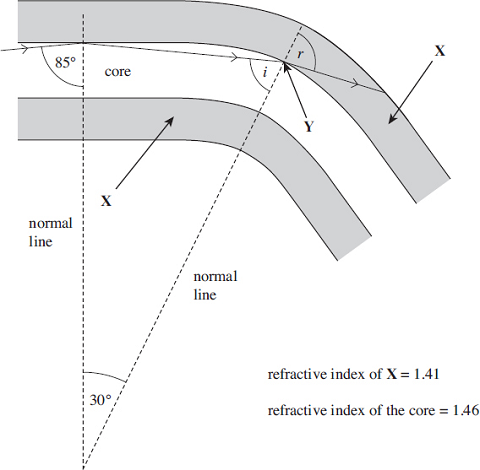 X
85°
core
i
r
Y
X
normal
line
normal
line
30°
refractive index of X = 1.41
refractive index of the core = 1.46